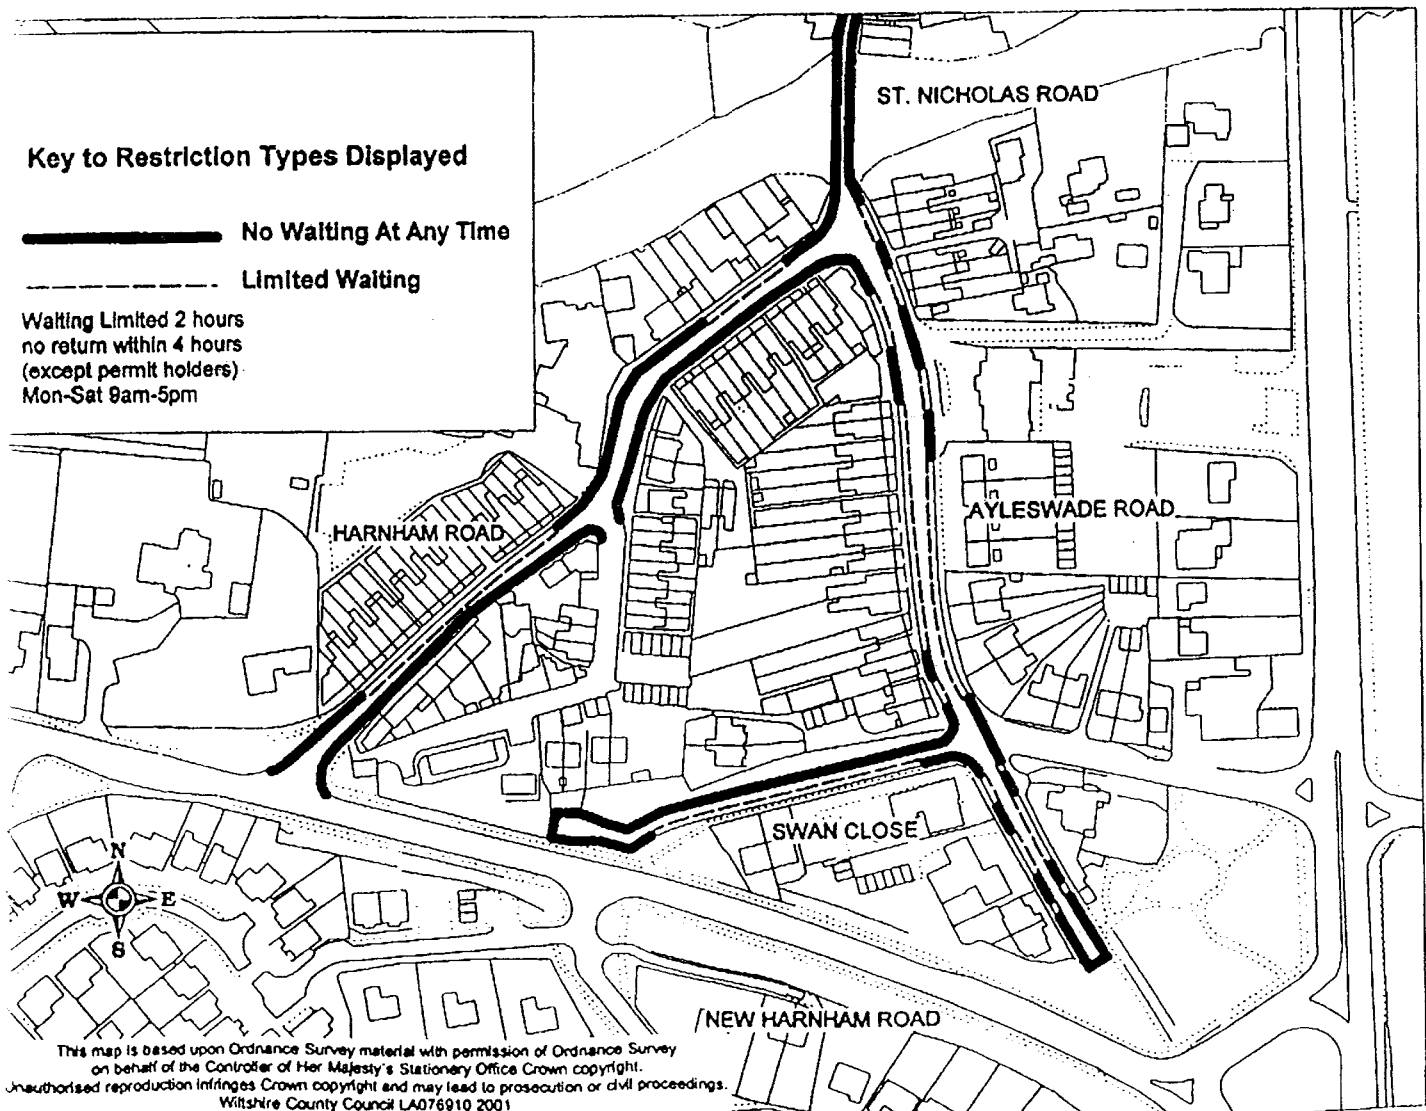 ST. NICHOLAS ROAD
Key to Restriction Types Displayed
No Waiting At Any Time
Limited Waiting
Waiting Limited 2 hours
no return within 4 hours
(except permit holders)
Mon-Sat 9am-5pm
HARNHAM ROAD
AYLESWADE ROAD
SWAN CLOSE
N
W E
S
NEW HARNHAM ROAD
This map is based upon Ordnance Survey material with permission of Ordnance Survey
on behalf of the Controller of Her Majesty's Stationery Office Crown copyright.
Unauthorised reproduction infringes Crown copyright and may lead to prosecution or civil proceedings.
Wiltshire County Council LA076910 2001